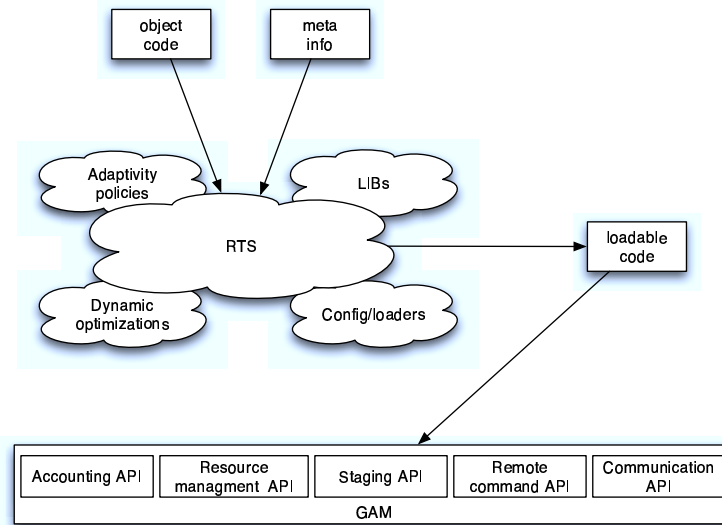 object
code
meta
info
Adaptivity
policies
LIBs
RTS
loadable
code
Dynamic
optimizations
Config/loaders
Accounting API
Resource
managment API
Staging API
Remote
command API
Communication
API
GAM